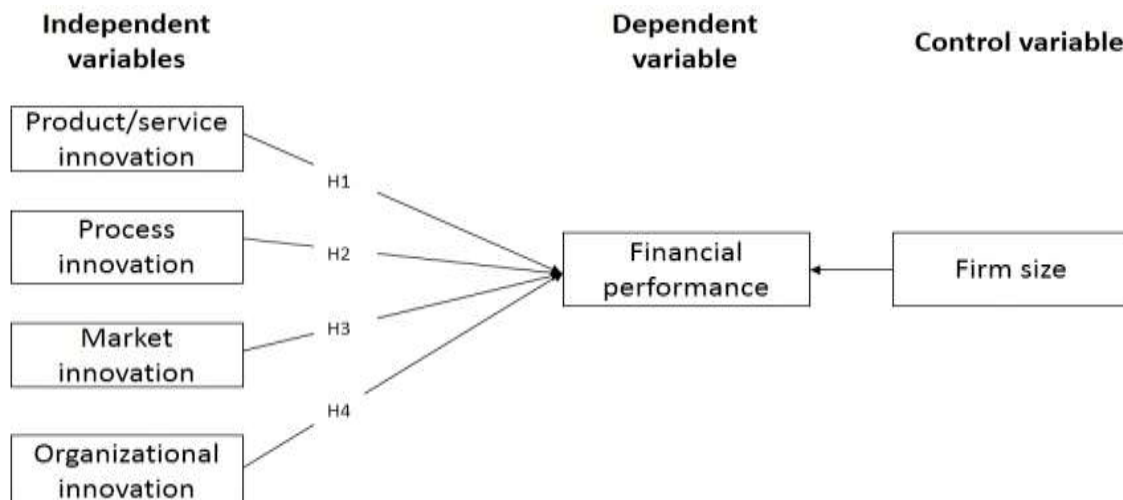 Independent
variables
Dependent
variable
Control variable
Product/service
innovation
H1
Process
innovation
H2
Financial
performance
Firm size
Market
innovation
H3
H4
Organizational
innovation